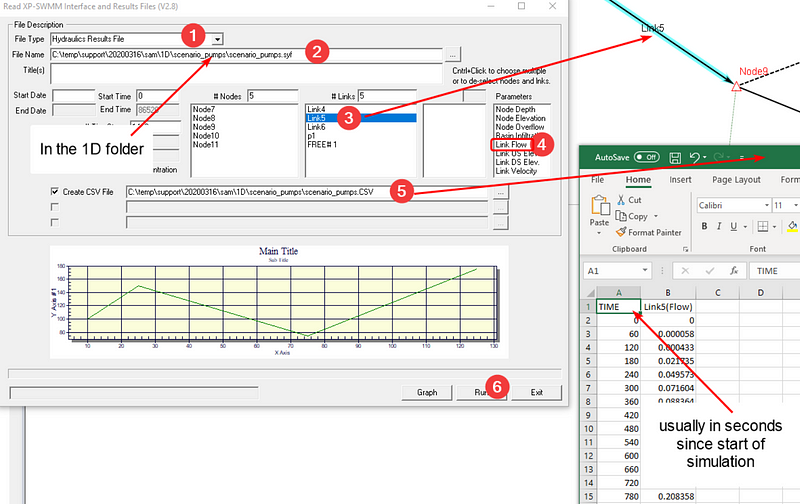 Read XP-SWMM Interface and Results Files (V2.8)
File Description
File Type Hydraulics Results File 1
File Name C:\temp\support\20200316\sam\1D\scenario_pumps\scenario_pumps.syf 2 ...
Title(s)
Cntrl+Click to choose multiple
or to de-select nodes and links.
Start Date Start Time 0 # Nodes 5 # Links 5 Parameters
End Date End Time
Node7
Node8
Node9
Node10
Node11
Link4
Link5
Link6
p1
FREE# 1
3
Node Depth
Node Elevation
Node Overflow
Basin Infiltration
Link Flow
Link US Elev.
Link DS Elev.
Link Velocity
4
In the 1D folder
Create CSV File C:\temp\support\20200316\sam\1D\scenario_pumps\scenario_pumps.CSV 5 ...
Main Title
Sub Title
Y Axis #1
180
160
140
120
100
80
10 20 30 40 50 60 70 80 90 100 110 120 130
X Axis
Graph Run 6 Exit
Link5
Node9
AutoSave Off
File Home Insert Page Layout
Paste
Cut
Copy
Format Painter
Clipboard
Calibri 11
B I U
Font
A1 TIME
A B C D E
1 TIME Link5(Flow)
2 0 0
3 60 0.000058
4 120 0.000433
5 180 0.021735
6 240 0.049573
7 300 0.071604
8 360 0.088364
9 420
10 480
11 540
12 600
13 660
14 720
15 780 0.208358
usually in seconds
since start of
simulation